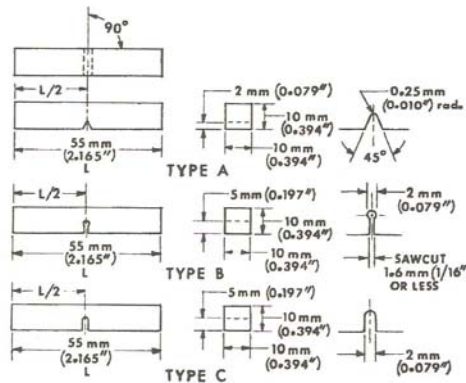 90°
L/2
2 mm (0.079")
0.25 mm
(0.010") rad.
10 mm
(0.394")
55 mm
(2.165")
L
10 mm
(0.394")
45°
TYPE A
L/2
5 mm (0.197")
2 mm
(0.079")
10 mm
(0.394")
55 mm
(2.165")
L
10 mm
(0.394")
SAWCUT
1.6 mm (1/16"
OR LESS
TYPE B
L/2
5 mm (0.197")
10 mm
(0.394")
55 mm
(2.165")
L
10 mm
(0.394")
2 mm
(0.079")
TYPE C